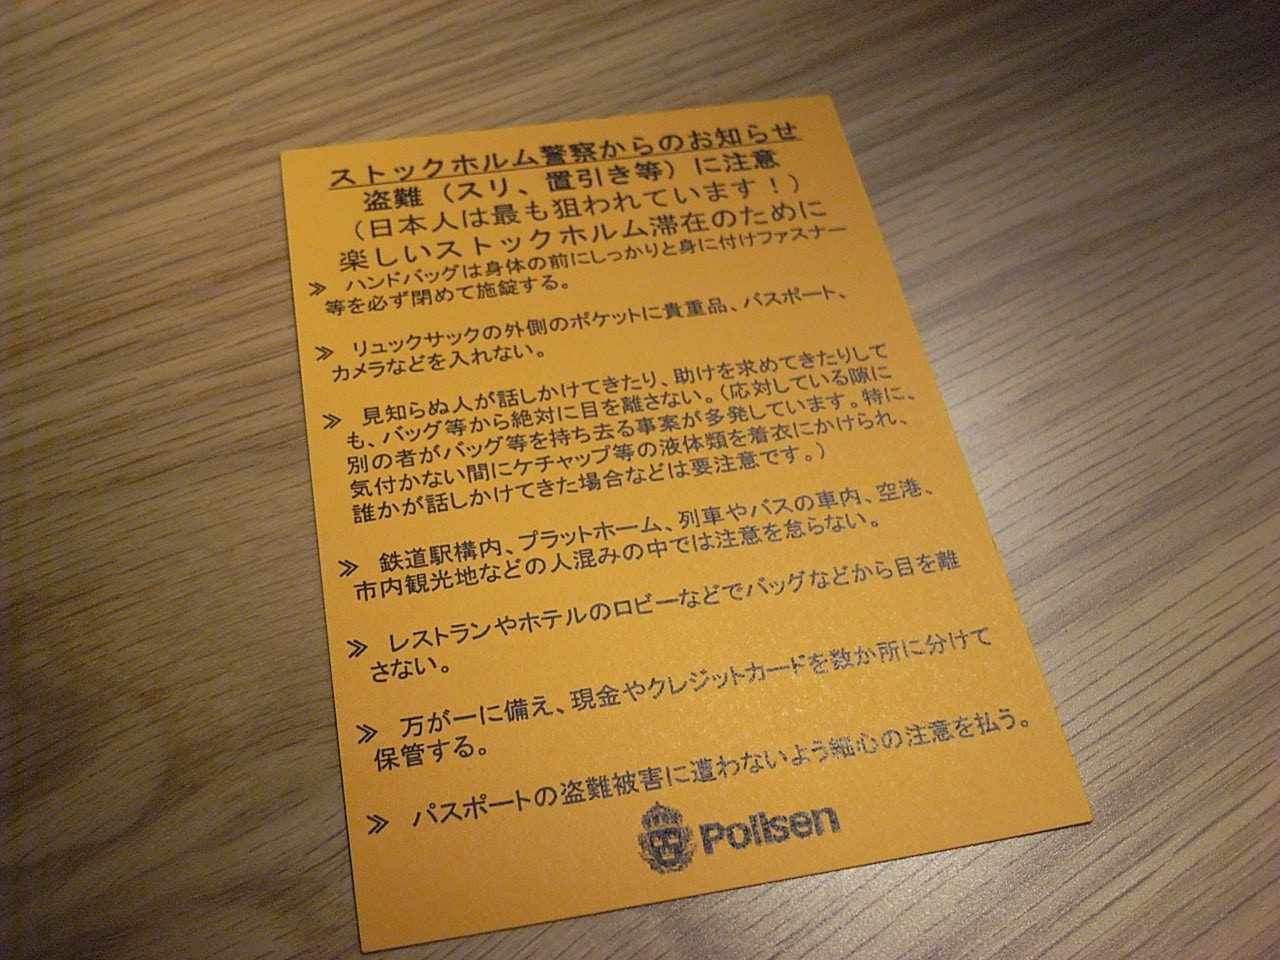 ストックホルム警察からのお知らせ
盗難（スリ、置引き等）に注意
（日本人は最も狙われています！）
楽しいストックホルム滞在のために
≫ ハンドバッグは身体の前にしっかりと身に付けファスナー
等を必ず閉めて施錠する。
≫ リュックサックの外側のポケットに貴重品、パスポート、
カメラなどを入れない。
≫ 見知らぬ人が話しかけてきたり、助けを求めてきたりして
も、バッグ等から絶対に目を離さない。（応対している隙に
別の者がバッグ等を持ち去る事案が多発しています。特に、
気付かない間にケチャップ等の液体類を着衣にかけられ、
誰かが話しかけてきた場合などは要注意です。）
≫ 鉄道駅構内、プラットホーム、列車やバスの車内、空港、
市内観光地などの人混みの中では注意を怠らない。
≫ レストランやホテルのロビーなどでバッグなどから目を離
さない。
≫ 万が一に備え、現金やクレジットカードを数か所に分けて
保管する。
≫ パスポートの盗難被害に遭わないよう細心の注意を払う。
Polisen